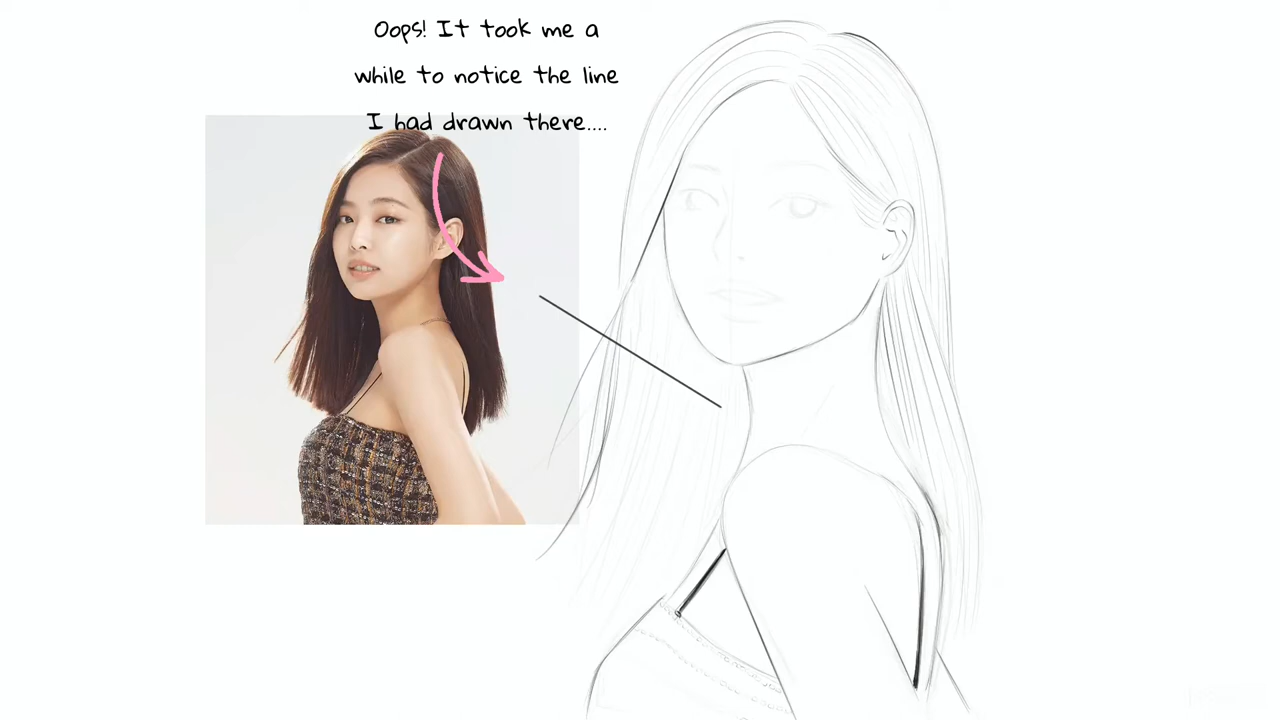 Oops! It took me a
while to notice the line
I had drawn there....